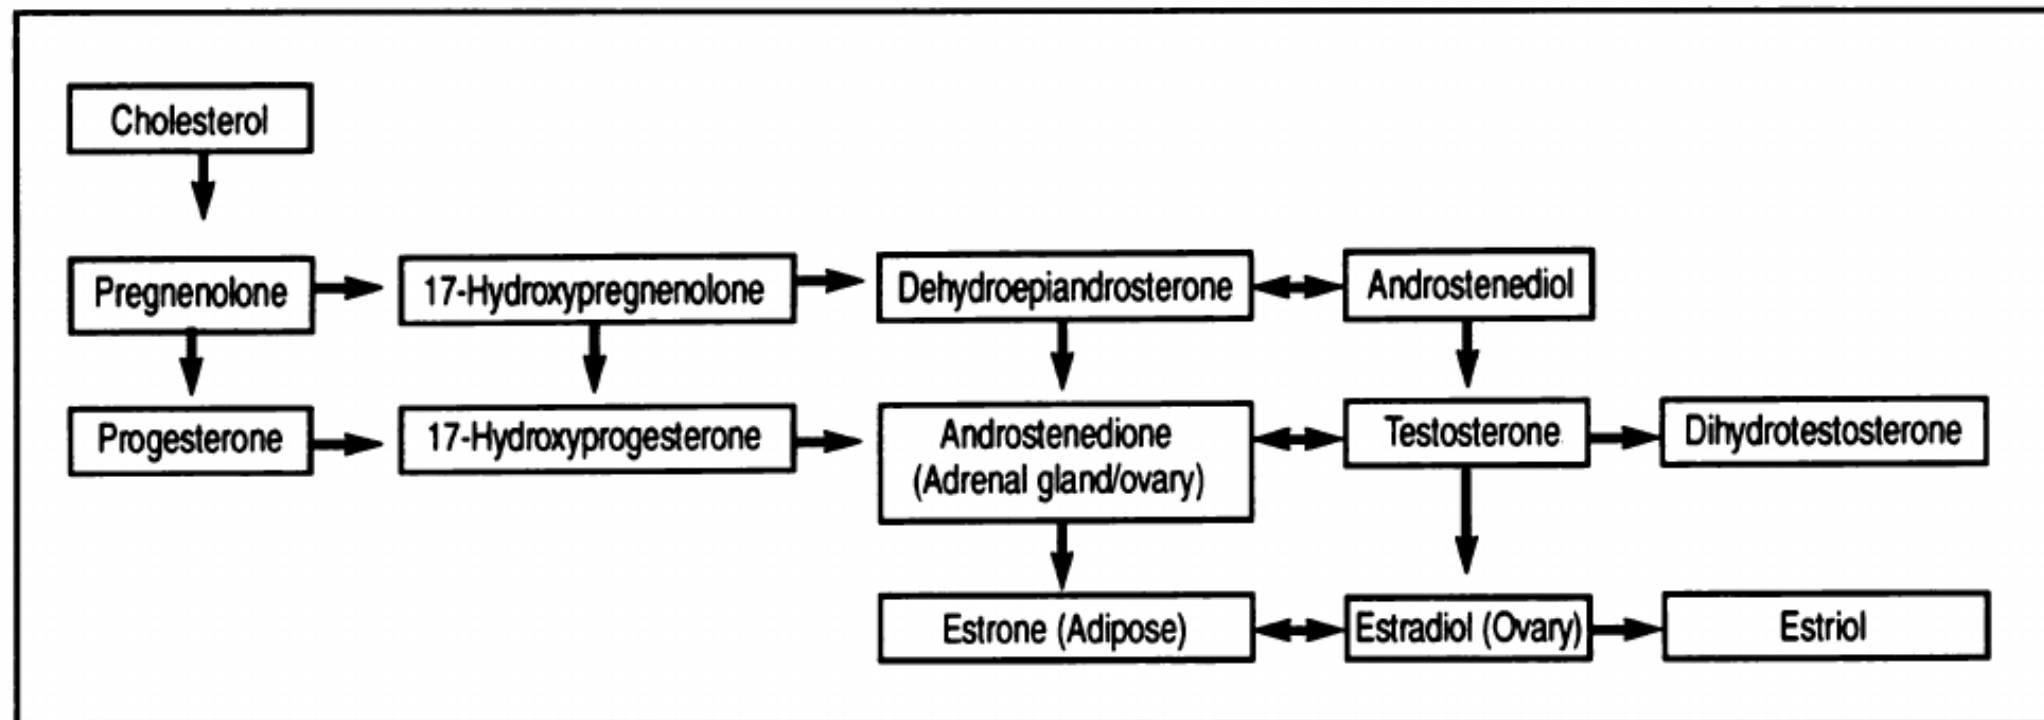 Cholesterol
Pregnenolone
17-Hydroxypregnenolone
Dehydroepiandrosterone
Androstenediol
Progesterone
17-Hydroxyprogesterone
Androstenedione
(Adrenal gland/ovary)
Testosterone
Dihydrotestosterone
Estrone (Adipose)
Estradiol (Ovary)
Estriol